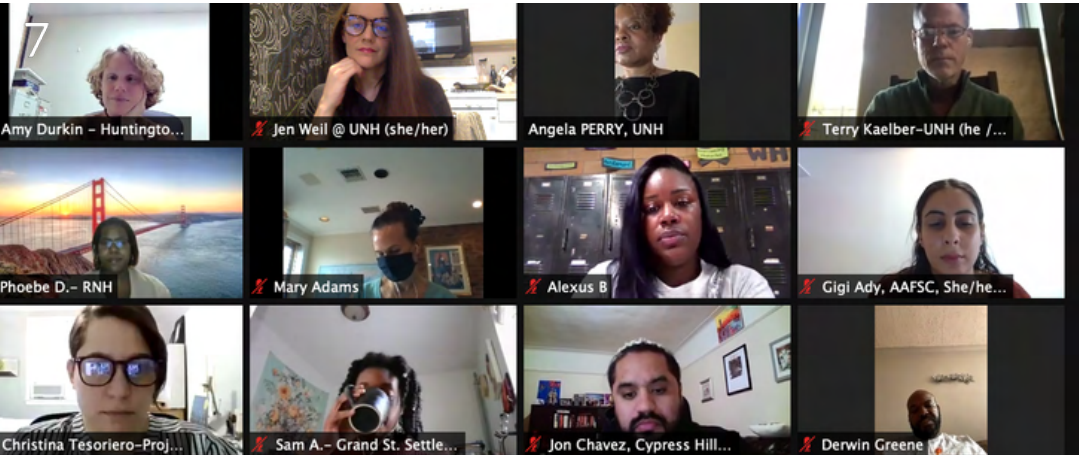 7
Amy Durkin – Huntingto...
Jen Weil @ UNH (she/her)
Angela PERRY, UNH
Terry Kaelber-UNH (he /...
WH
Phoebe D.– RNH
Mary Adams
Alexus B
Gigi Ady, AAFSC, She/he...
Christina Tesoriero-Proj...
Sam A.– Grand St. Settle...
Jon Chavez, Cypress Hill...
Derwin Greene